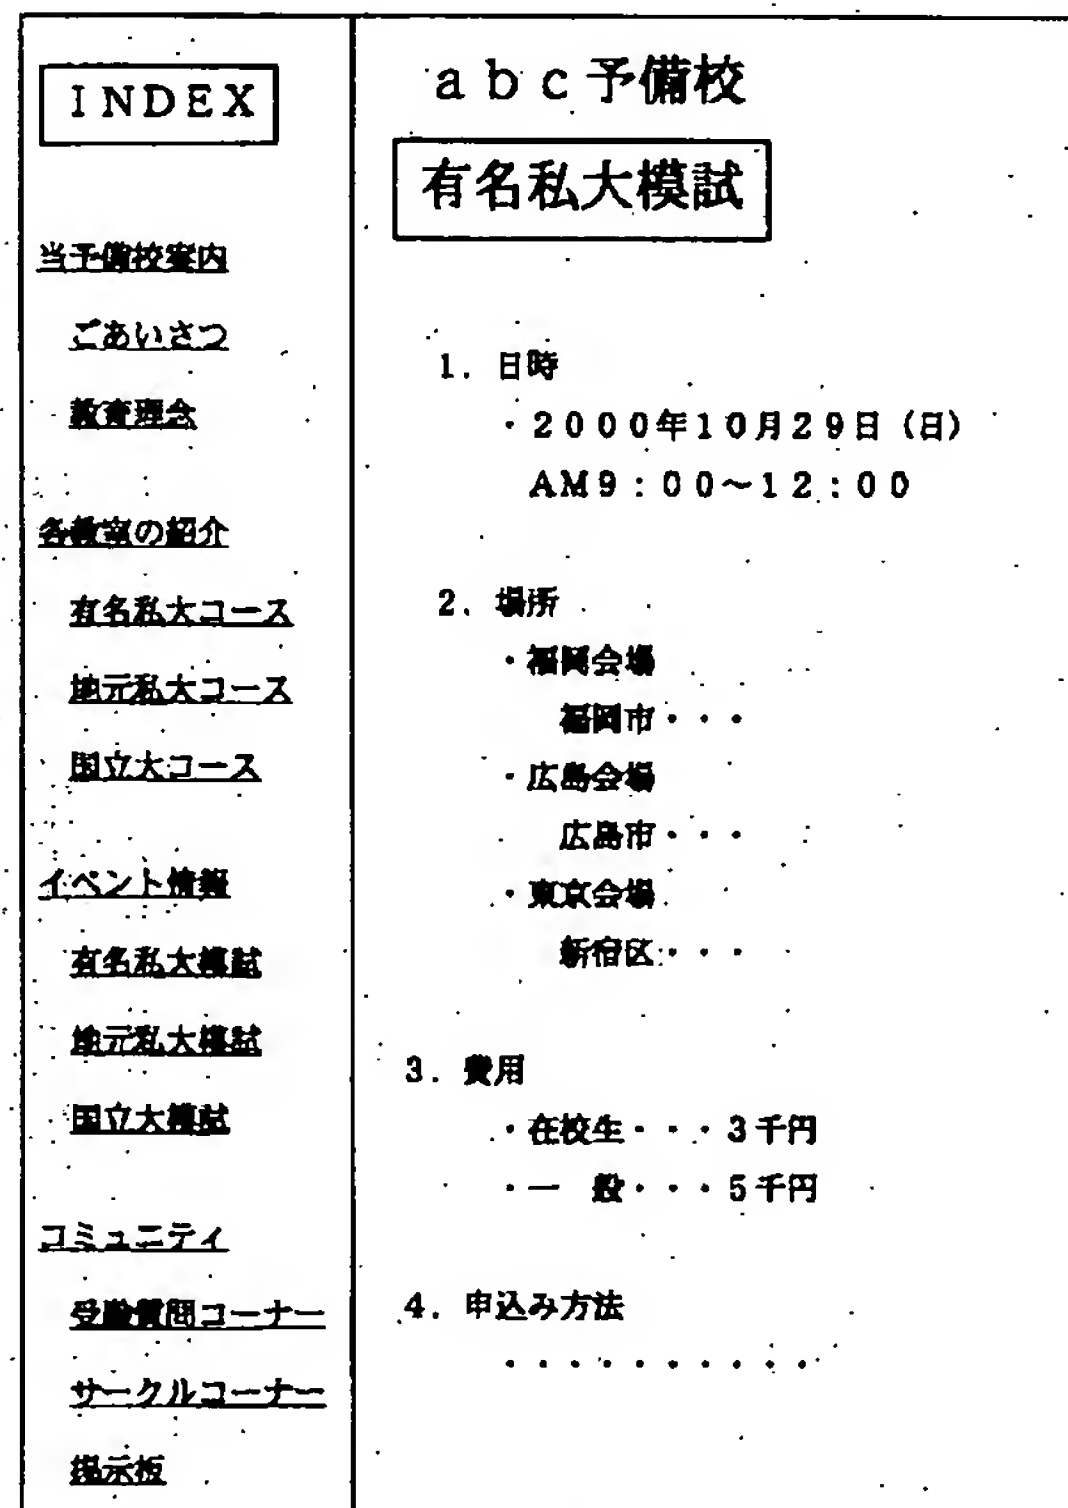 INDEX
当予備校案内
ごあいさつ
教育理念
各教室の紹介
有名私大コース
地元私大コース
国立大コース
イベント情報
有名私大模試
地元私大模試
国立大模試
コミュニティ
受験質問コーナー
サークルコーナー
掲示板
abc予備校
有名私大模試
1. 日時
・2000年10月29日(日)
AM9:00~12:00
2. 場所
・福岡会場
福岡市・・・
・広島会場
広島市・・・
・東京会場
新宿区・・・
3. 費用
・在校生・・・3千円
・一 般・・・5千円
4. 申込み方法
・・・・・・・・・・